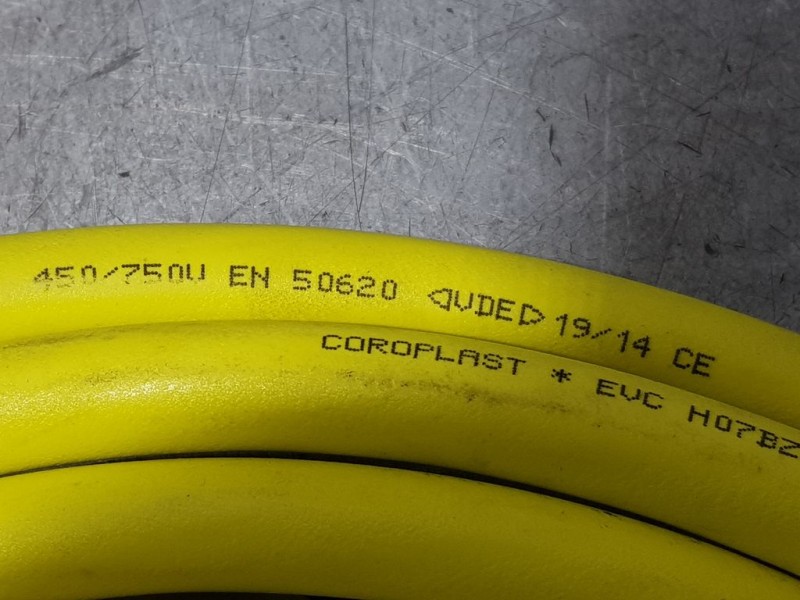 450/750V EN 50620 ◁VDE▷ 19/14 CE
COROPLAST * EVC H07BZ